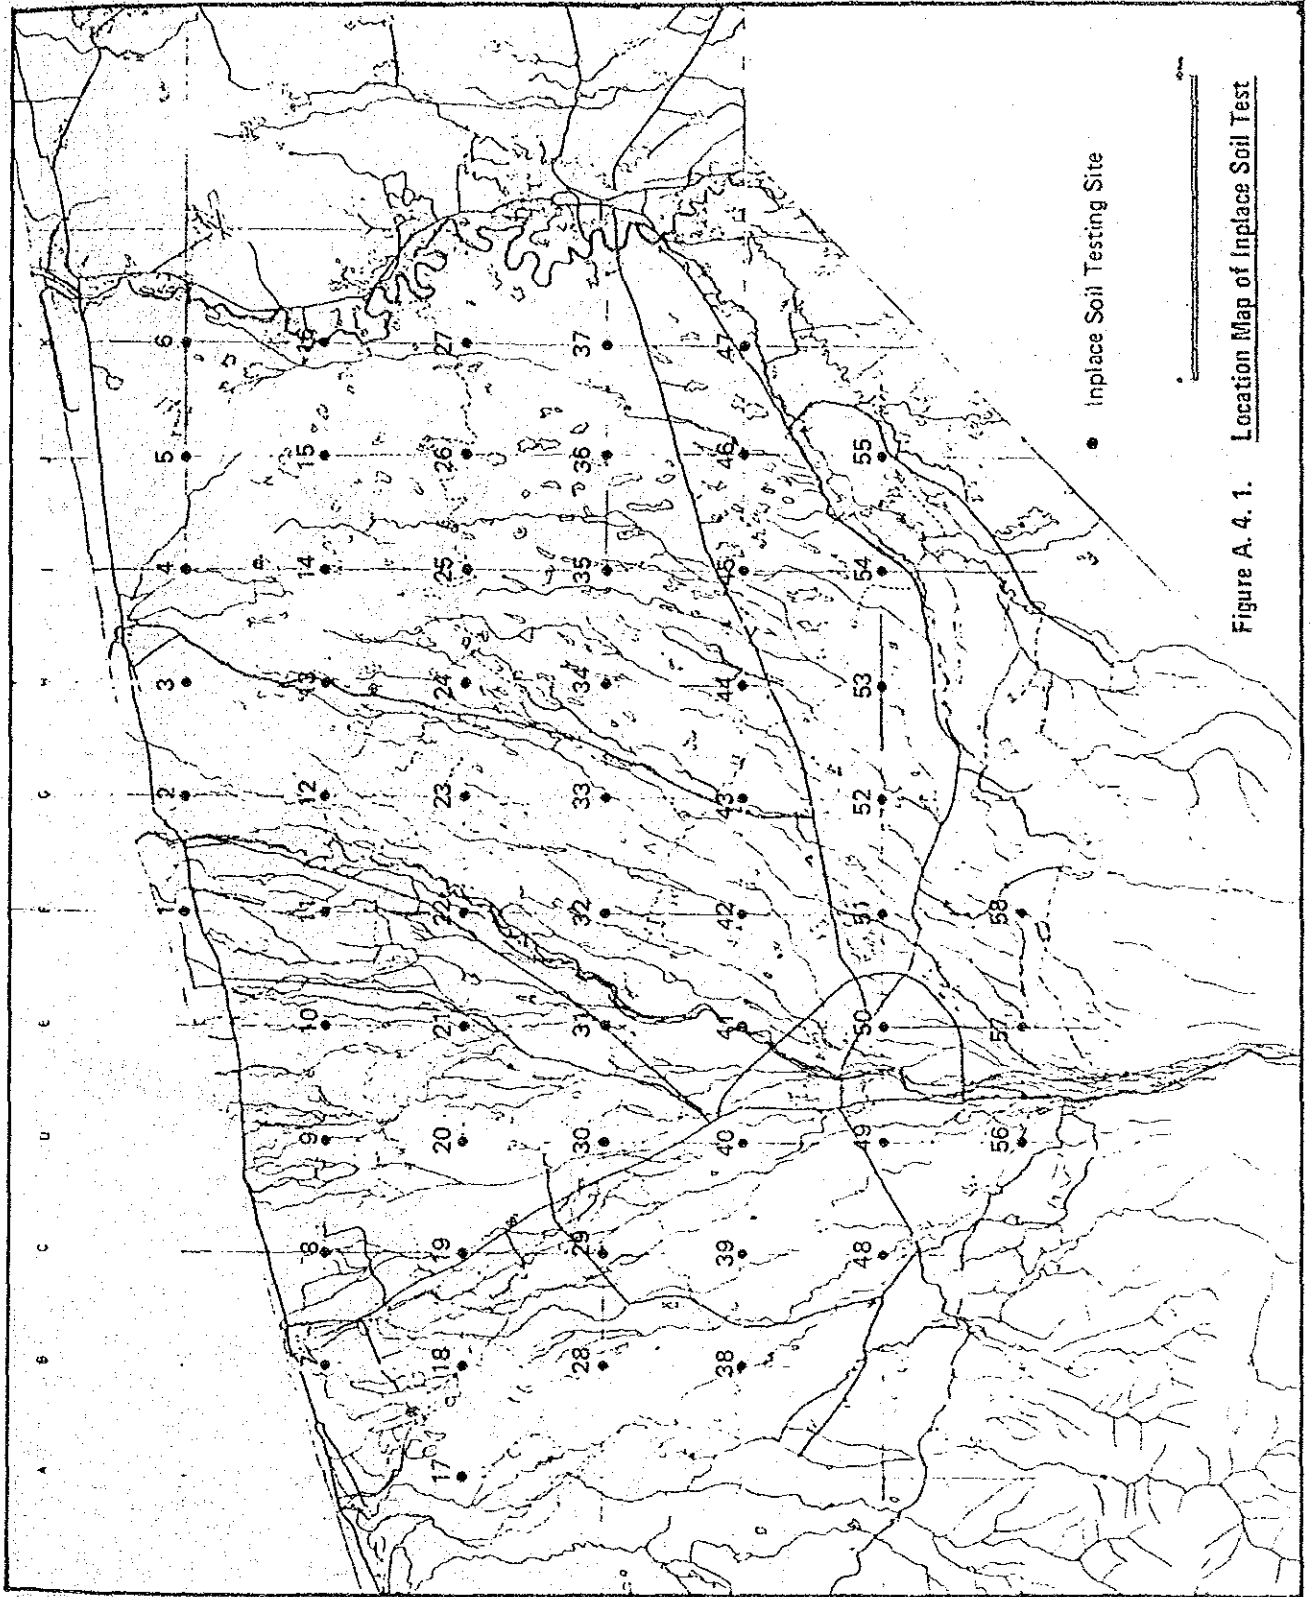 A B C D E F G H I J K
1 2 3 4 5 6
7 8 9 10 11 12 13 14 15 16
17 18 19 20 21 22 23 24 25 26 27
28 29 30 31 32 33 34 35 36 37
38 39 40 41 42 43 44 45 46 47
48 49 50 51 52 53 54 55
56 57 58
Inplace Soil Testing Site
Figure A. 4. 1. Location Map of Inplace Soil Test